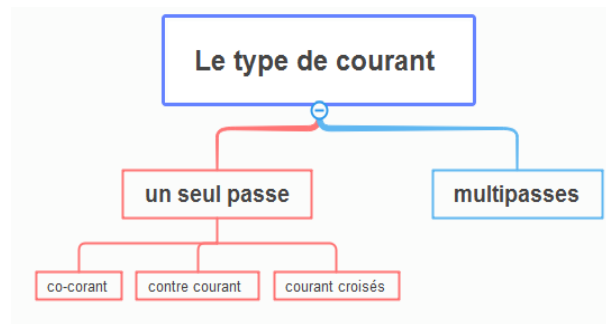 Le type de courant
un seul passe
multipasses
co-corant
contre courant
courant croisés